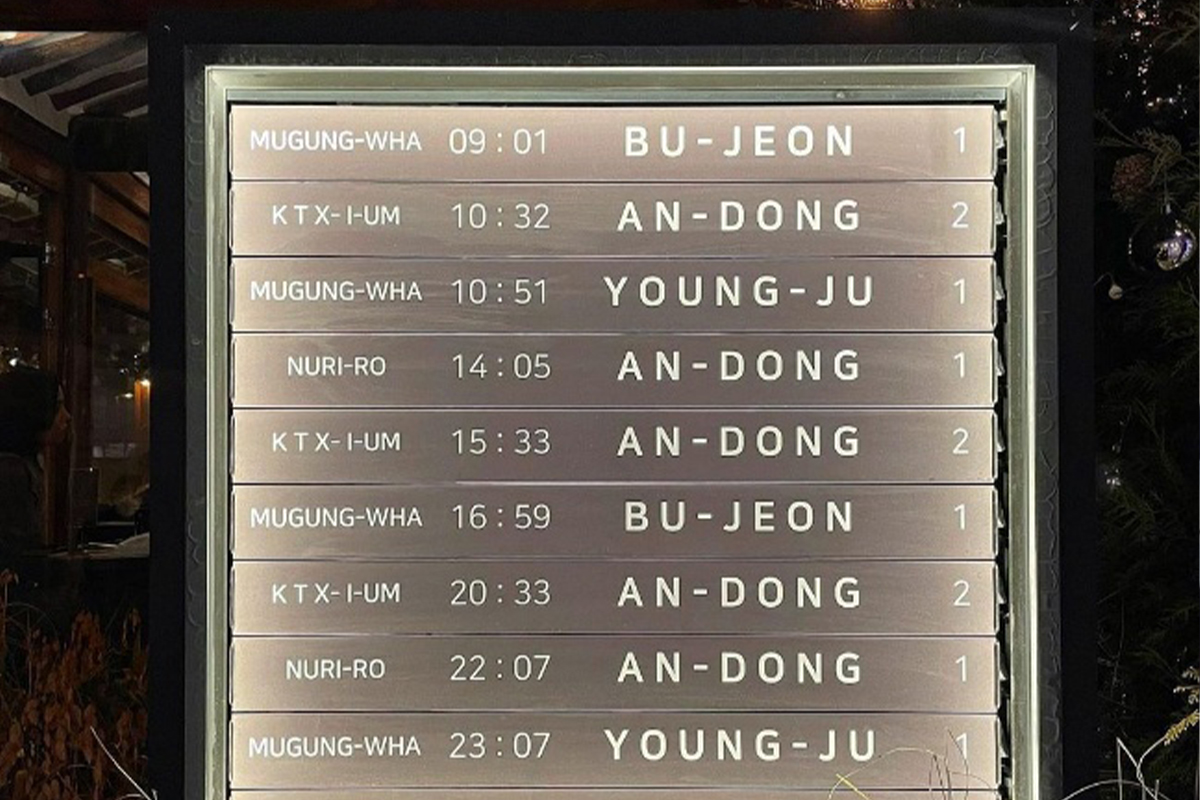 MUGUNG-WHA 09:01 BU-JEON 1
KTX-I-UM 10:32 AN-DONG 2
MUGUNG-WHA 10:51 YOUNG-JU 1
NURI-RO 14:05 AN-DONG 1
KTX-I-UM 15:33 AN-DONG 2
MUGUNG-WHA 16:59 BU-JEON 1
KTX-I-UM 20:33 AN-DONG 2
NURI-RO 22:07 AN-DONG 1
MUGUNG-WHA 23:07 YOUNG-JU 1